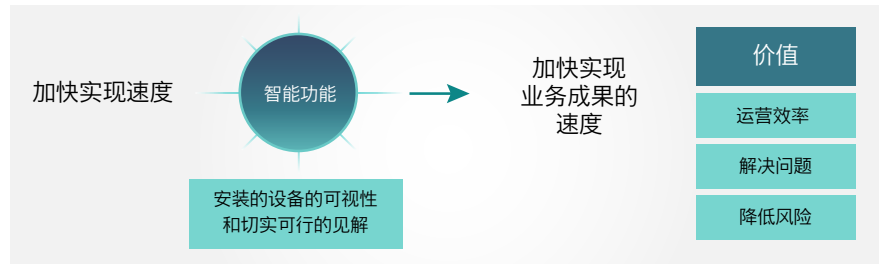 加快实现速度
智能功能
安装的设备的可视性
和切实可行的见解
加快实现
业务成果的
速度
价值
运营效率
解决问题
降低风险